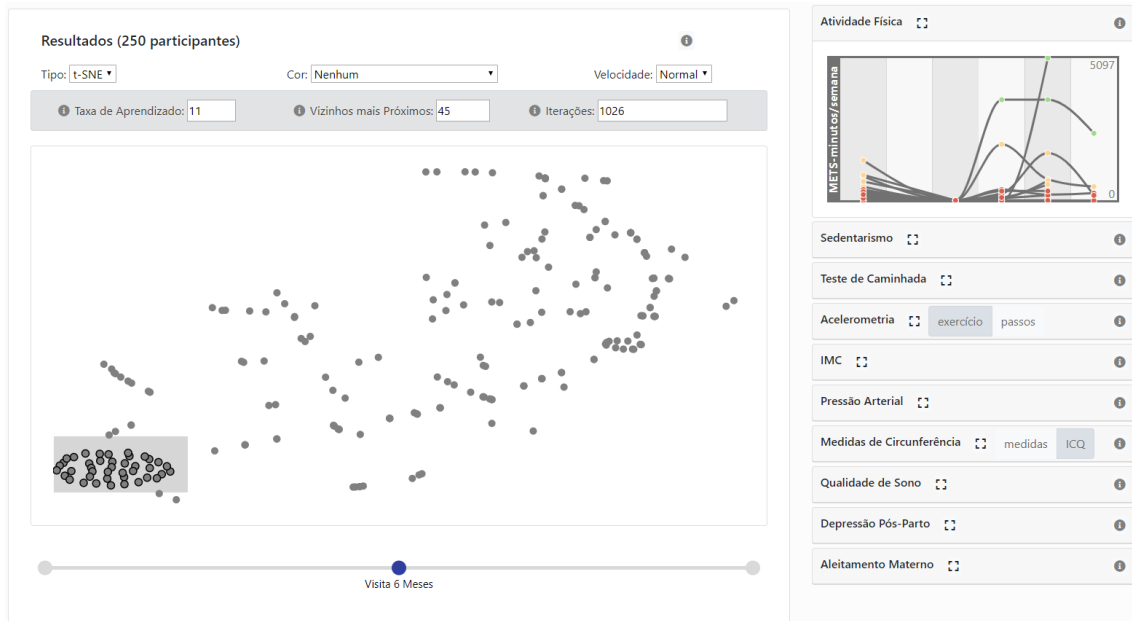 Resultados (250 participantes)
Tipo: t-SNE Cor: Nenhum Velocidade: Normal
Taxa de Aprendizado: 11 Vizinhos mais Próximos: 45 Iterações: 1026
Visita 6 Meses
Atividade Física
METS-minutos/semana
5097
0
Sedentarismo
Teste de Caminhada
Acelerometria exercício passos
IMC
Pressão Arterial
Medidas de Circunferência medidas ICQ
Qualidade de Sono
Depressão Pós-Parto
Aleitamento Materno